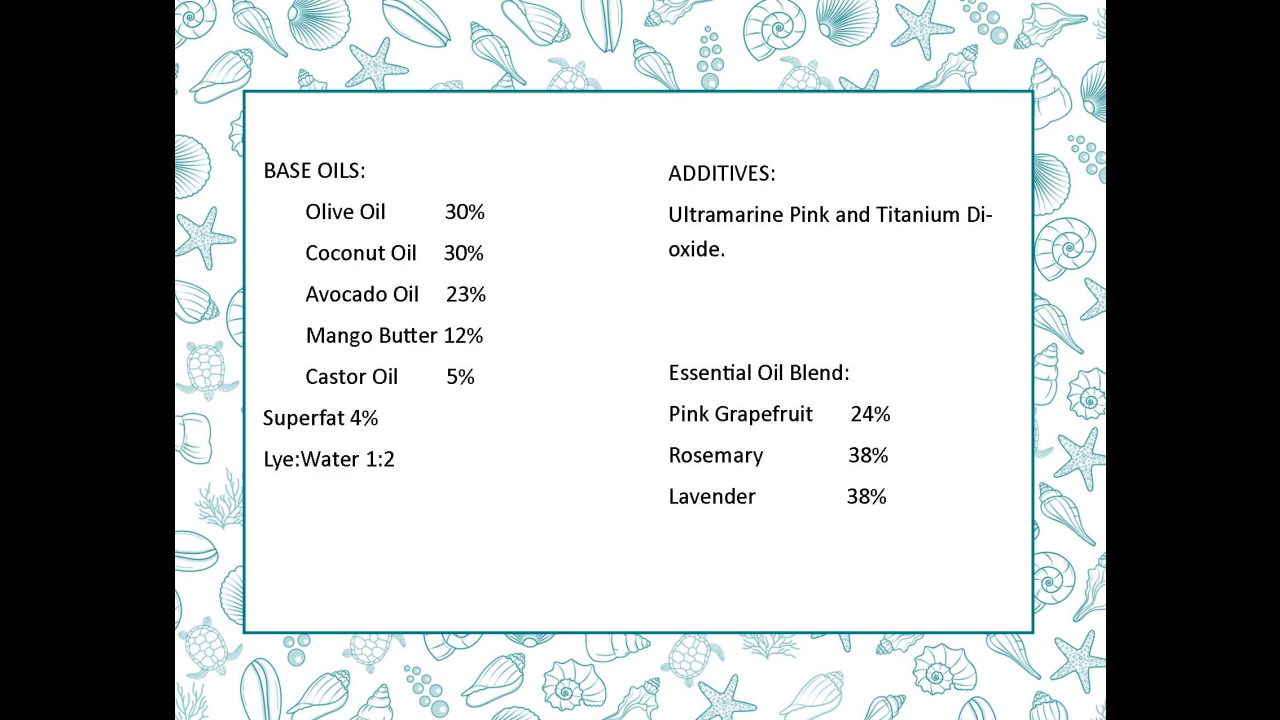 BASE OILS:
Olive Oil 30%
Coconut Oil 30%
Avocado Oil 23%
Mango Butter 12%
Castor Oil 5%
Superfat 4%
Lye:Water 1:2
ADDITIVES:
Ultramarine Pink and Titanium Di-
oxide.
Essential Oil Blend:
Pink Grapefruit 24%
Rosemary 38%
Lavender 38%